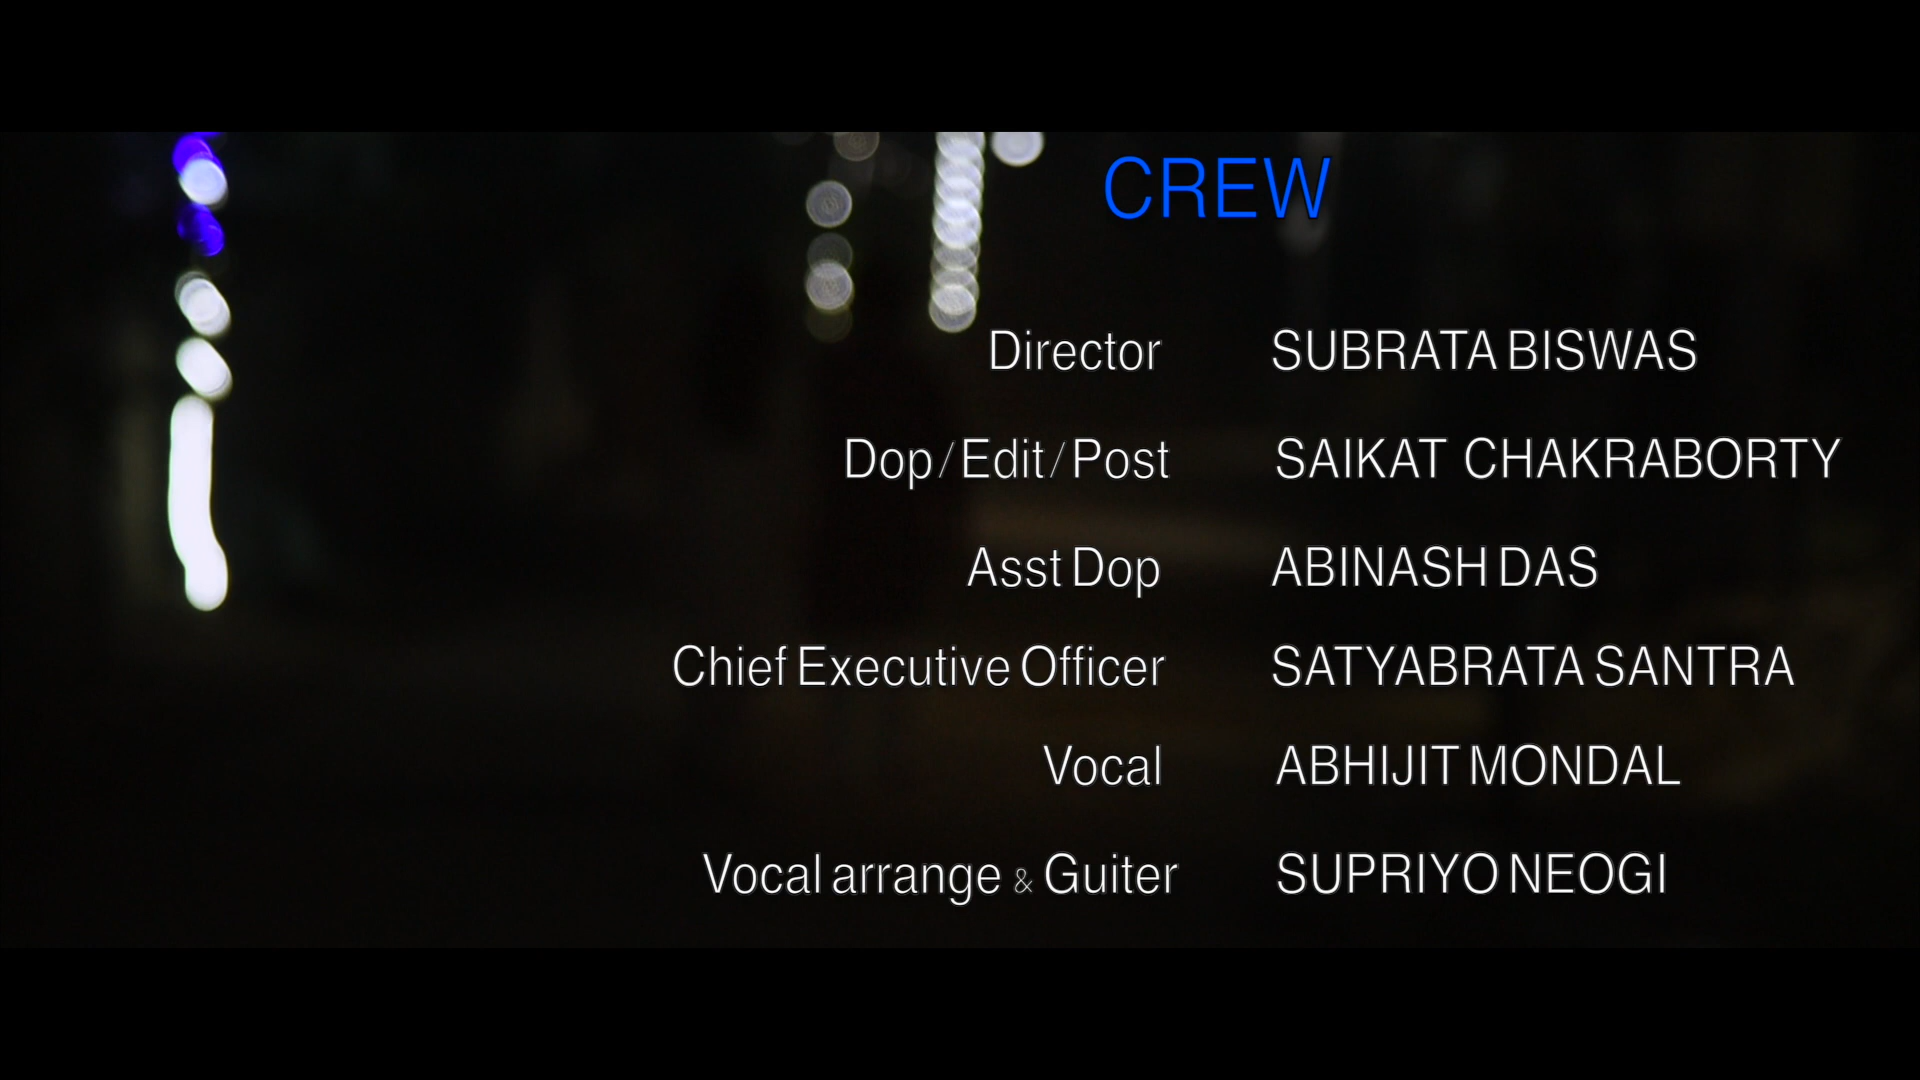 CREW
Director SUBRATA BISWAS
Dop/Edit/Post SAIKAT CHAKRABORTY
Asst Dop ABINASH DAS
Chief Executive Officer SATYABRATA SANTRA
Vocal ABHIJIT MONDAL
Vocal arrange & Guiter SUPRIYO NEOGI